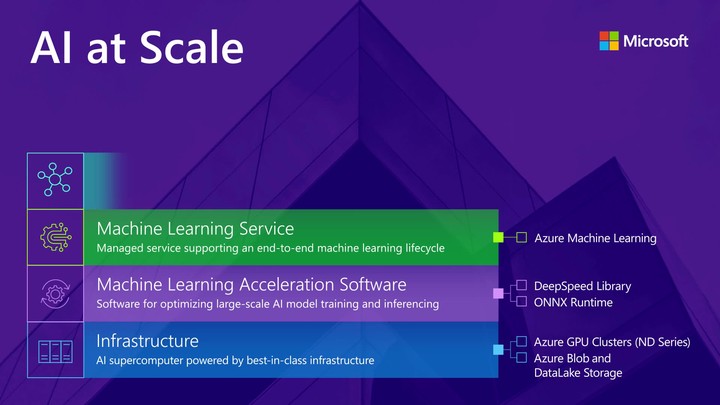 AI at Scale
Microsoft
Machine Learning Service
Managed service supporting an end-to-end machine learning lifecycle
Azure Machine Learning
Machine Learning Acceleration Software
Software for optimizing large-scale AI model training and inferencing
DeepSpeed Library
ONNX Runtime
Infrastructure
AI supercomputer powered by best-in-class infrastructure
Azure GPU Clusters (ND Series)
Azure Blob and
DataLake Storage